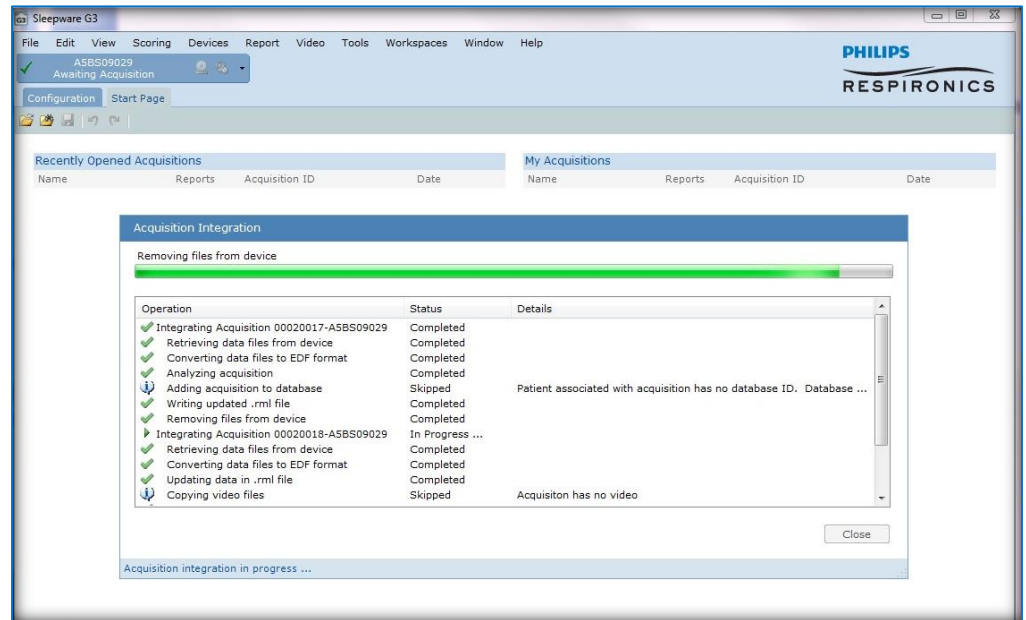 G3 Sleepware G3
File Edit View Scoring Devices Report Video Tools Workspaces Window Help
A5BS09029
Awaiting Acquisition
PHILIPS
RESPIRONICS
Configuration Start Page
Recently Opened Acquisitions My Acquisitions
Name Reports Acquisition ID Date Name Reports Acquisition ID Date
Acquisition Integration
Removing files from device
Operation Status Details
Integrating Acquisition 00020017-A5BS09029 Completed
Retrieving data files from device Completed
Converting data files to EDF format Completed
Analyzing acquisition Completed
Adding acquisition to database Skipped Patient associated with acquisition has no database ID. Database ...
Writing updated .rml file Completed
Removing files from device Completed
Integrating Acquisition 00020018-A5BS09029 In Progress ...
Retrieving data files from device Completed
Converting data files to EDF format Completed
Updating data in .rml file Completed
Copying video files Skipped Acquisiton has no video
Close
Acquisition integration in progress ...